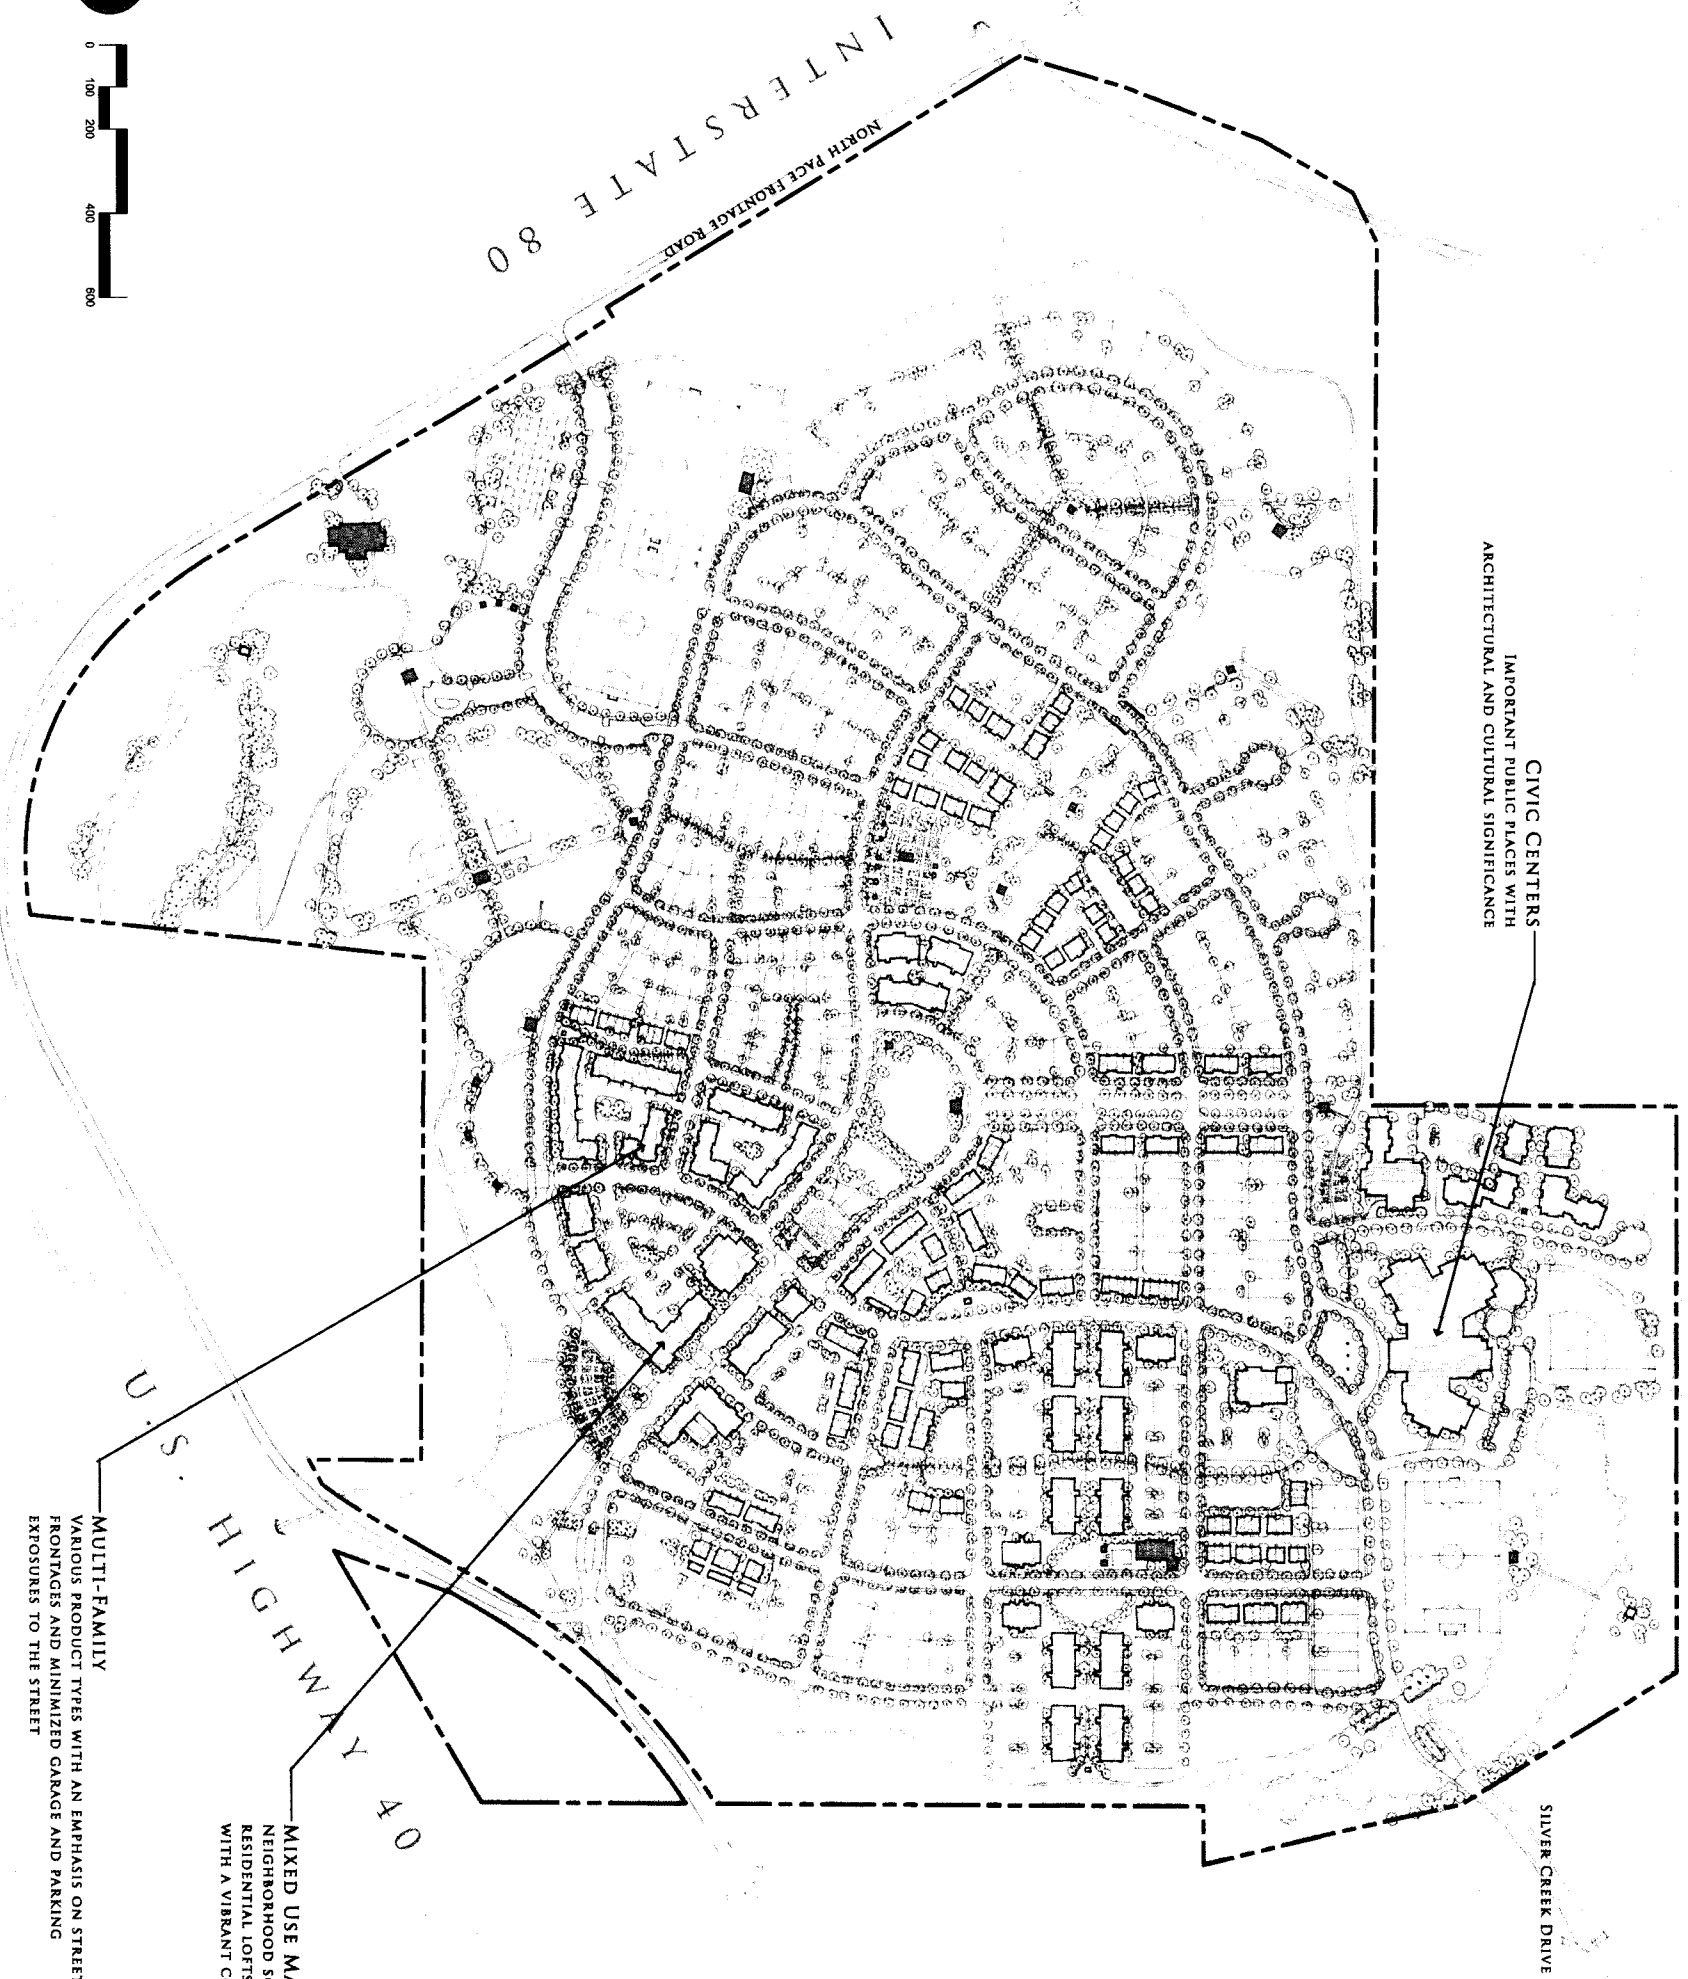 0 100 200 400 600
INTERSTATE 80
NORTH PACE FRONTAGE ROAD
CIVIC CENTERS
IMPORTANT PUBLIC PLACES WITH
ARCHITECTURAL AND CULTURAL SIGNIFICANCE
SILVER CREEK DRIVE
U.S. HIGHWAY 40
MIXED USE MA
NEIGHBORHOOD S
RESIDENTIAL LOFTS
WITH A VIBRANT C
MULTI-FAMILY
VARIOUS PRODUCT TYPES WITH AN EMPHASIS ON STREET
FRONTAGES AND MINIMIZED GARAGE AND PARKING
EXPOSURES TO THE STREET